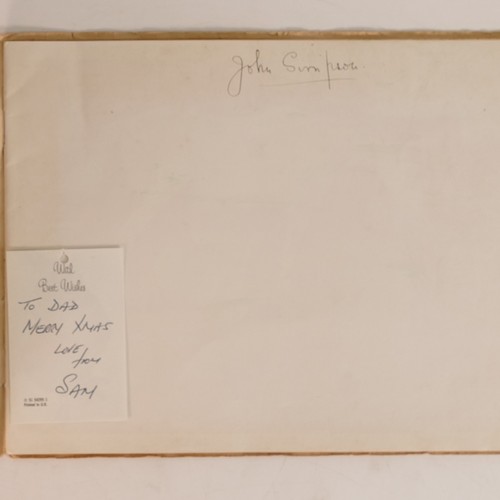 John Simpson.
With
Best Wishes
TO DAD
MERRY XMAS
LOVE
from
SAM